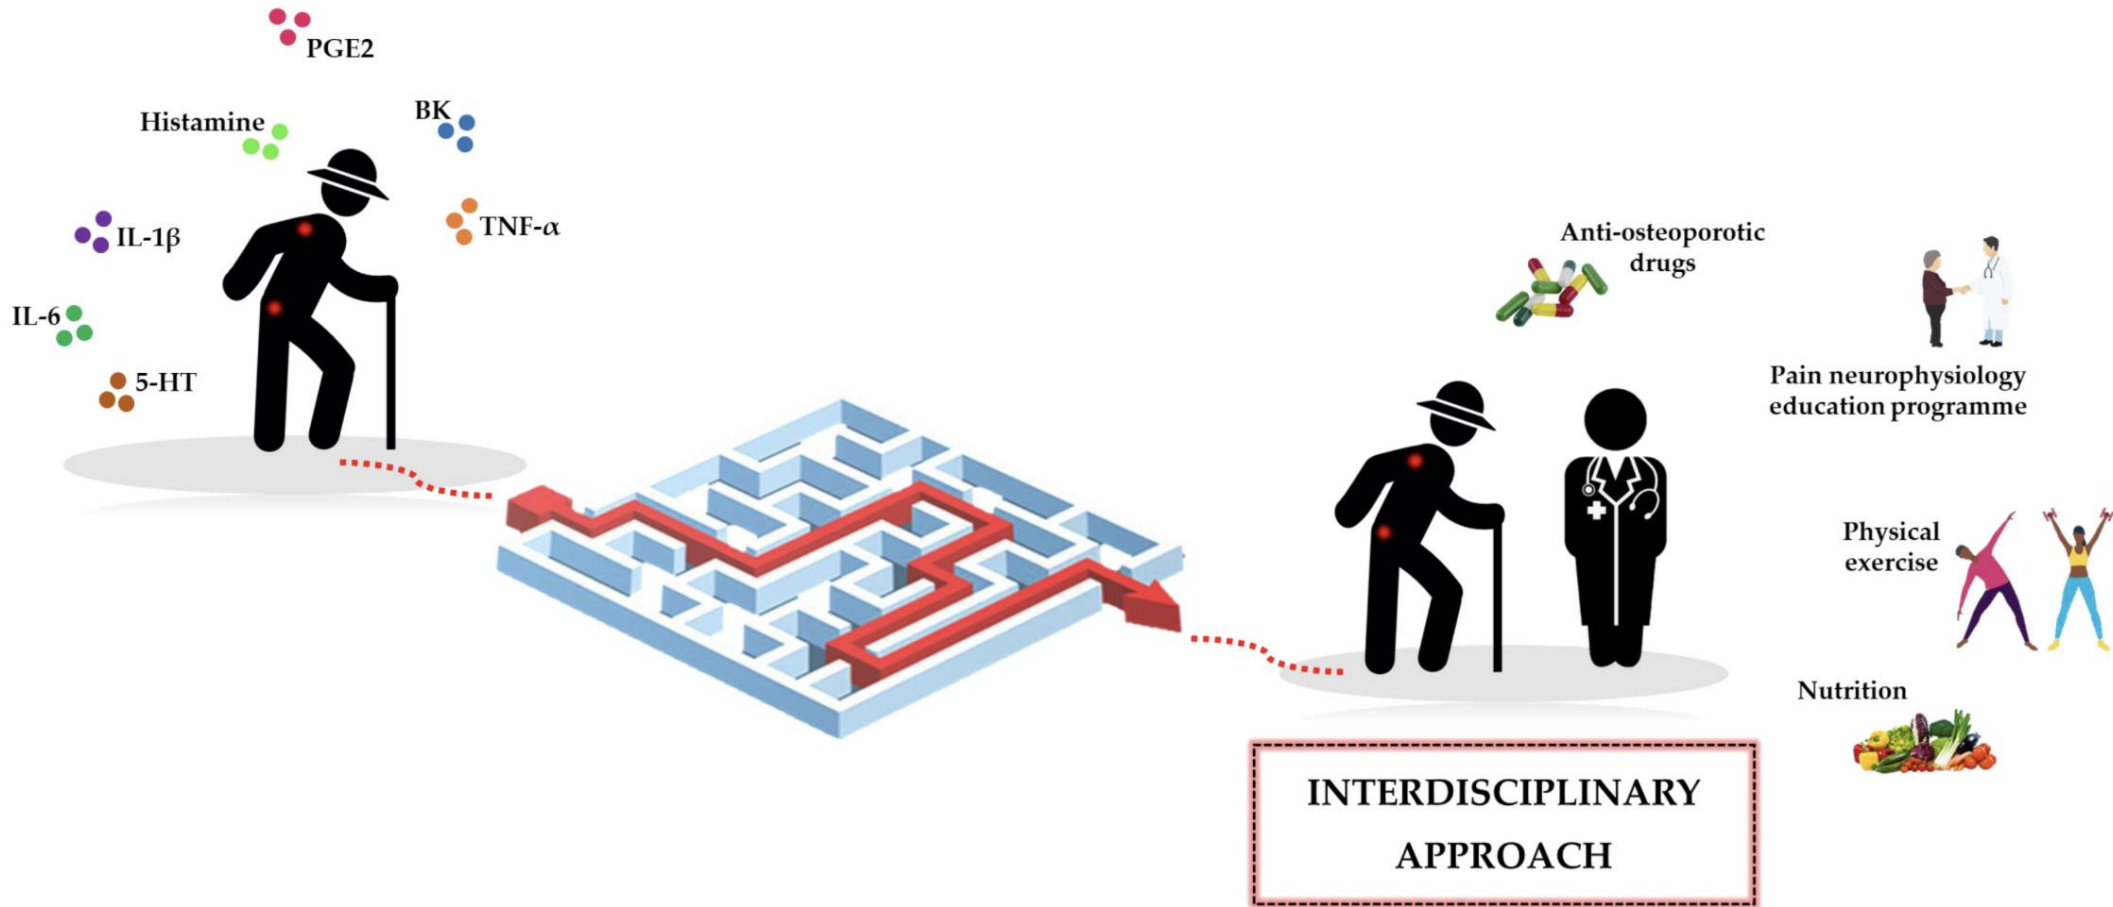 PGE2
BK
Histamine
TNF-α
IL-1β
IL-6
5-HT
Anti-osteoporotic
drugs
Pain neurophysiology
education programme
Physical
exercise
Nutrition
INTERDISCIPLINARY
APPROACH